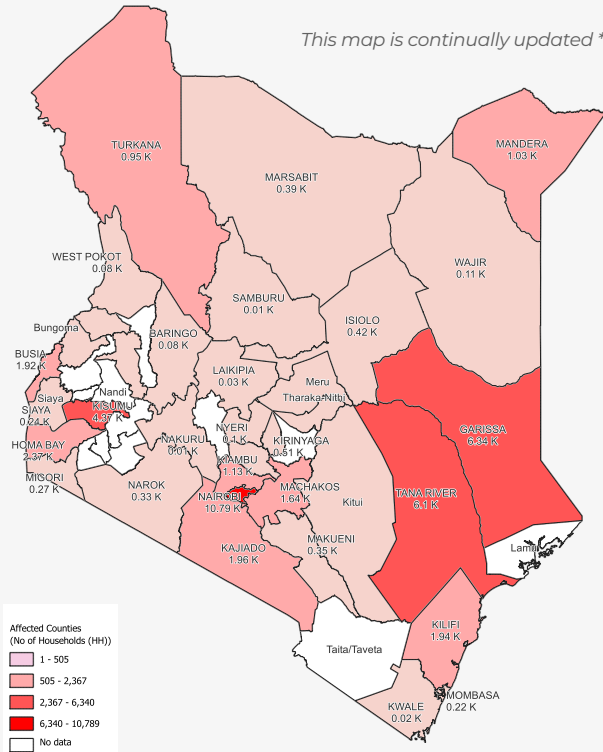 This map is continually updated *
TURKANA
0.95 K
MANDERA
1.03 K
MARSABIT
0.39 K
WEST POKOT
0.08 K
WAJIR
0.11 K
SAMBURU
0.01 K
ISIOLO
0.42 K
Bungoma
BARINGO
0.08 K
BUSIA
1.92 K
LAIKIPIA
0.03 K
Meru
Tharaka-Nithi
Nandi
Siaya
SIAYA
0.24 K
KISUMU
4.37 K
GARISSA
6.34 K
HOMA BAY
2.37 K
NAKURU
0.01 K
NYERI
0.1 K
KIRINYAGA
0.51 K
KIAMBU
1.13 K
MIGORI
0.27 K
NAROK
0.33 K
NAIROBI
10.79 K
MACHAKOS
1.64 K
Kitui
TANA RIVER
6.1 K
KAJIADO
1.96 K
MAKUENI
0.35 K
Lamu
Taita/Taveta
KILIFI
1.94 K
KWALE
0.02 K
MOMBASA
0.22 K
Affected Counties
(No of Households (HH))
1 - 505
505 - 2,367
2,367 - 6,340
6,340 - 10,789
No data